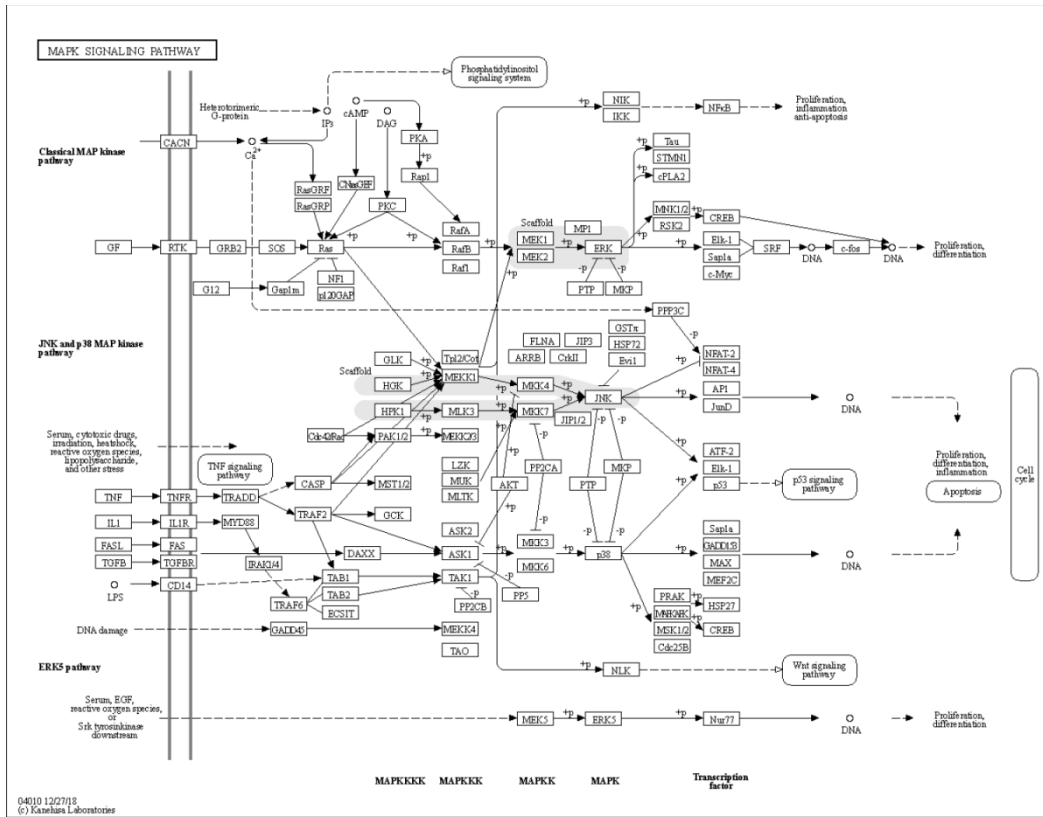 MAPK SIGNALING PATHWAY
Phosphatidylinositol
signaling system
Heterotorimeric
G-protein
IP3
cAMP
DAG
NIK
IKK
NFκB
Proliferation,
inflammation
anti-apoptosis
Classical MAP kinase
pathway
CACN
Ca2+
PKA
+p
Rap1
RasGRF
RasGRP
CNrasGEF
PKC
Tau
STMN1
cPLA2
MNK1/2
RSK2
CREB
GF
RTK
GRB2
SOS
Ras
RafA
RafB
Raf1
Scaffold
MEK1
MEK2
MP1
ERK
Elk-1
Sap1a
c-Myc
SRF
DNA
c-fos
DNA
Proliferation,
differentiation
G12
Gap1m
NF1
p120GAP
PTP
MKP
-p
PPP3C
JNK and p38 MAP kinase
pathway
GLK
HGK
HPK1
Scaffold
Tpl2/Cot
MEKK1
MLK3
MEKK2/3
LZK
MUK
MLTK
FLNA
JIP3
ARRB
CrkII
GSTπ
HSP72
Evi1
MKK4
MKK7
JNK
JIP1/2
NFAT-2
NFAT-4
AP1
JunD
DNA
Cell
cycle
Serum, cytotoxic drugs,
irradiation, heatshock,
reactive oxygen species,
lipopolysaccharide,
and other stress
Cdc42/Rac
PAK1/2
TNF signaling
pathway
CASP
MST1/2
AKT
PP2CA
PTP
MKP
ATF-2
Elk-1
p53
p53 signaling
pathway
Proliferation,
differentiation,
inflammation
Apoptosis
TNF
TNFR
TRADD
TRAF2
GCK
IL1
IL1R
MYD88
ASK2
FASL
FAS
DAXX
ASK1
MKK3
MKK6
p38
Sap1a
GADD153
MAX
MEF2C
DNA
TGFB
TGFBR
IRAK1/4
LPS
CD14
TAB1
TAB2
ECSIT
TRAF6
TAK1
PP2CB
PP5
PRAK
MAPKAPK
MSK1/2
Cdc25B
HSP27
CREB
DNA damage
GADD45
MEKK4
TAO
ERK5 pathway
NLK
Wnt signaling
pathway
Serum, EGF,
reactive oxygen species,
or
Srk tyrosinkinase
downstream
MEK5
+p
ERK5
+p
Nur77
DNA
Proliferation,
differentiation
MAPKKKK
MAPKKK
MAPKK
MAPK
Transcription
factor
04010 12/27/18
(c) Kanehisa Laboratories